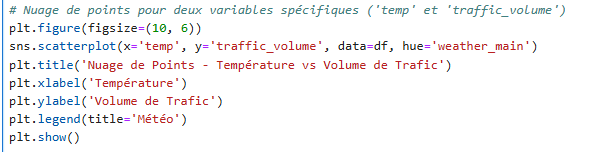 # Nuage de points pour deux variables spécifiques ('temp' et 'traffic_volume')
plt.figure(figsize=(10, 6))
sns.scatterplot(x='temp', y='traffic_volume', data=df, hue='weather_main')
plt.title('Nuage de Points - Température vs Volume de Trafic')
plt.xlabel('Température')
plt.ylabel('Volume de Trafic')
plt.legend(title='Météo')
plt.show()